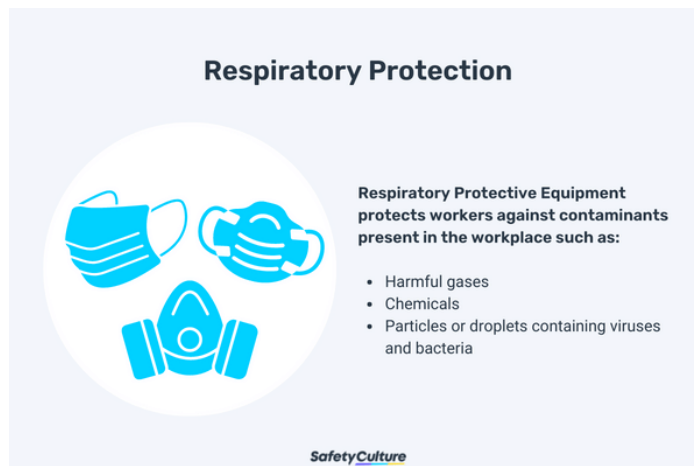 Respiratory Protection
Respiratory Protective Equipment
protects workers against contaminants
present in the workplace such as:
• Harmful gases
• Chemicals
• Particles or droplets containing viruses
and bacteria
SafetyCulture